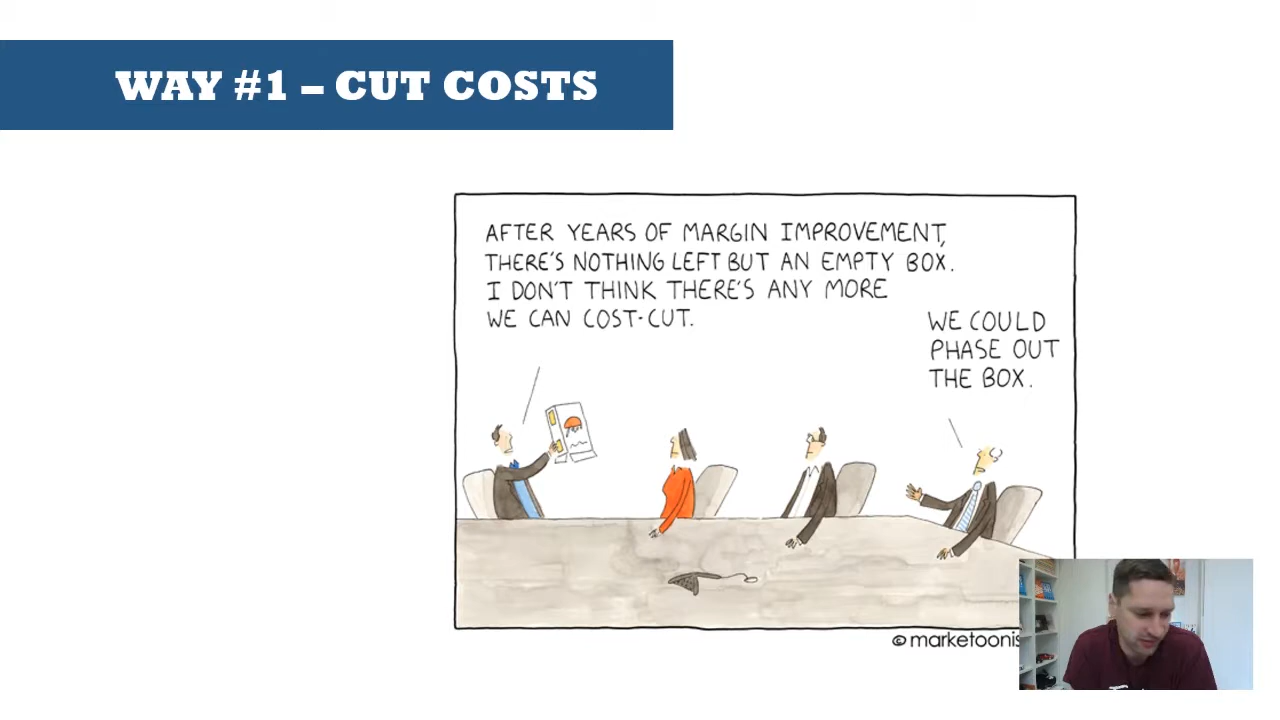 WAY #1 – CUT COSTS
AFTER YEARS OF MARGIN IMPROVEMENT,
THERE'S NOTHING LEFT BUT AN EMPTY BOX.
I DON'T THINK THERE'S ANY MORE
WE CAN COST-CUT.
WE COULD
PHASE OUT
THE BOX.
© marketoonis